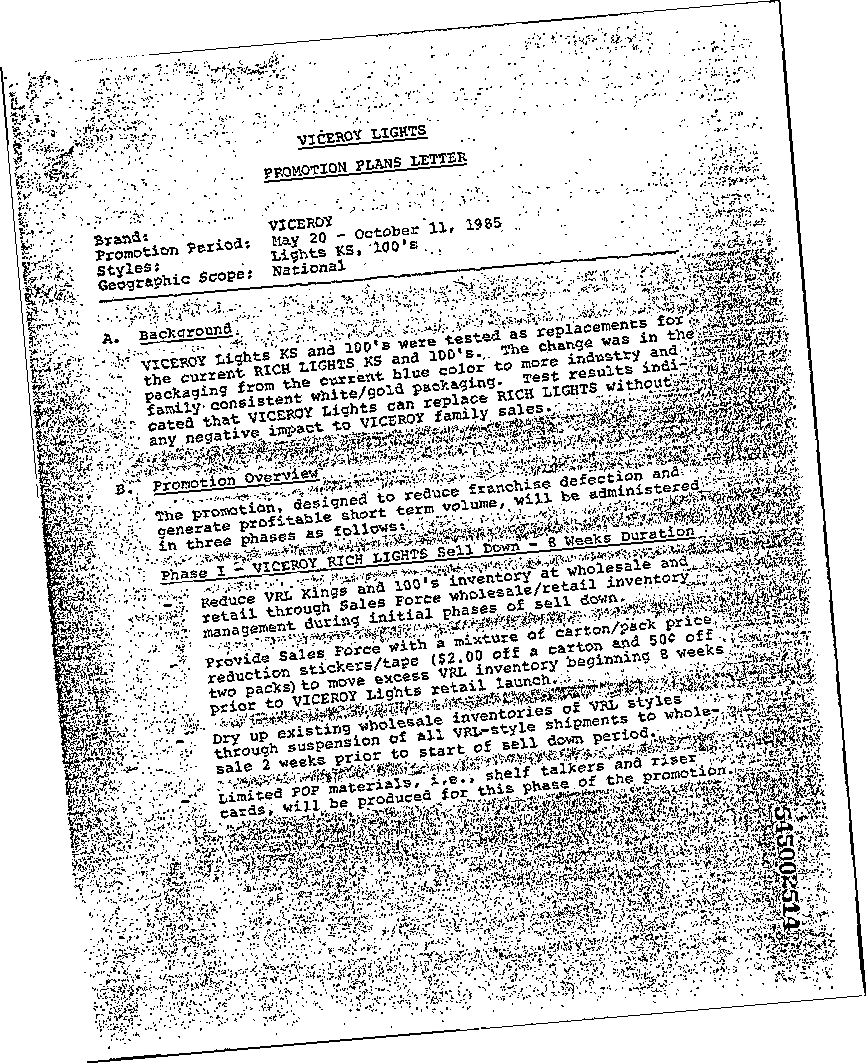 VICEROY LIGHTS
PROMOTION PLANS LETTER
Brand: VICEROY
Promotion Period: May 20 - October 11, 1985
Styles: Lights KS, 100's
Geographic Scope: National
A. Background
VICEROY Lights KS and 100's were tested as replacements for
the current RICH LIGHTS KS and 100's. The change was in the
packaging from the current blue color to more industry and
family consistent white/gold packaging. Test results indi-
cated that VICEROY Lights can replace RICH LIGHTS without
any negative impact to VICEROY family sales.
B. Promotion Overview
The promotion, designed to reduce franchise defection and
generate profitable short term volume, will be administered
in three phases as follows:
Phase I - VICEROY RICH LIGHTS Sell Down - 8 Weeks Duration
- Reduce VRL Kings and 100's inventory at wholesale and
retail through Sales Force wholesale/retail inventory
management during initial phases of sell down.
- Provide Sales Force with a mixture of carton/pack price
reduction stickers/tape ($2.00 off a carton and 50¢ off
two packs) to move excess VRL inventory beginning 8 weeks
prior to VICEROY Lights retail launch.
- Dry up existing wholesale inventories of VRL styles
through suspension of all VRL-style shipments to whole-
sale 2 weeks prior to start of sell down period.
- Limited POP materials, i.e., shelf talkers and riser
cards, will be produced for this phase of the promotion.